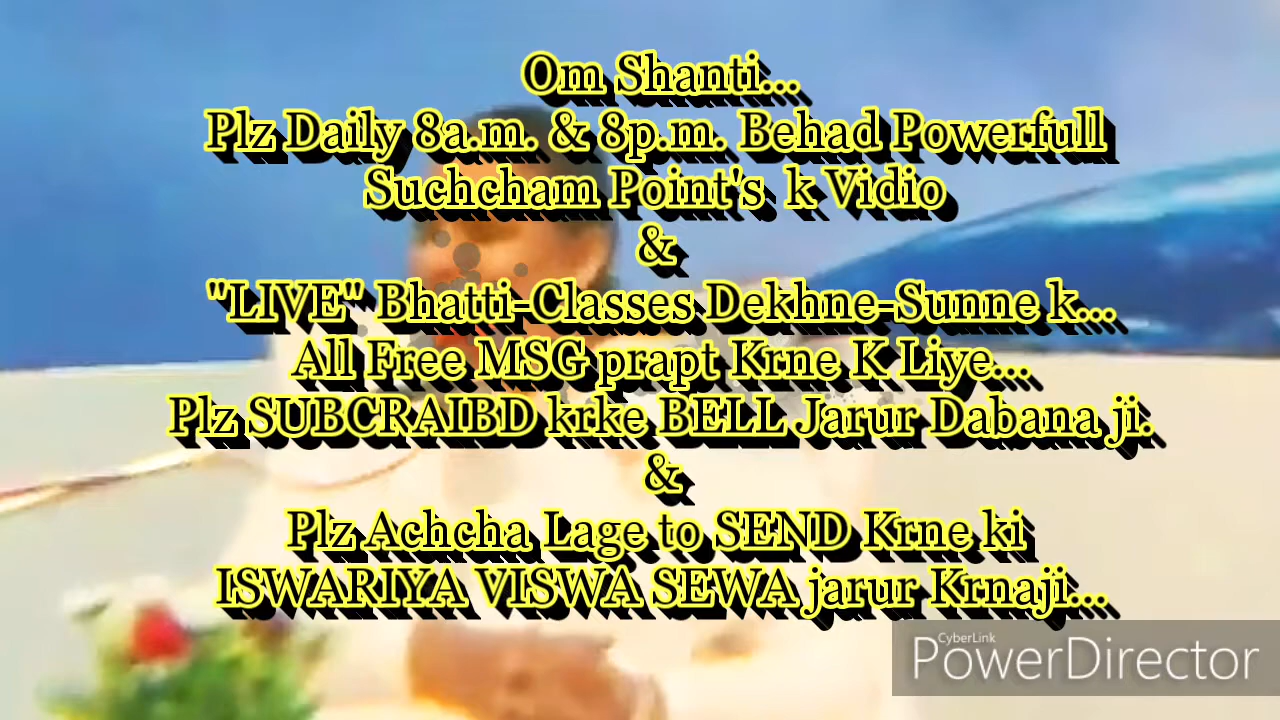 Om Shanti...
Plz Daily 8a.m. & 8p.m. Behad Powerfull
Suchcham Point's k Vidio
&
"LIVE" Bhatti-Classes Dekhne-Sunne k...
All Free MSG prapt Krne K Liye...
Plz SUBCRAIBD krke BELL Jarur Dabana ji.
&
Plz Achcha Lage to SEND Krne ki
ISWARIYA VISWA SEWA jarur Krnaji...
CyberLink
PowerDirector